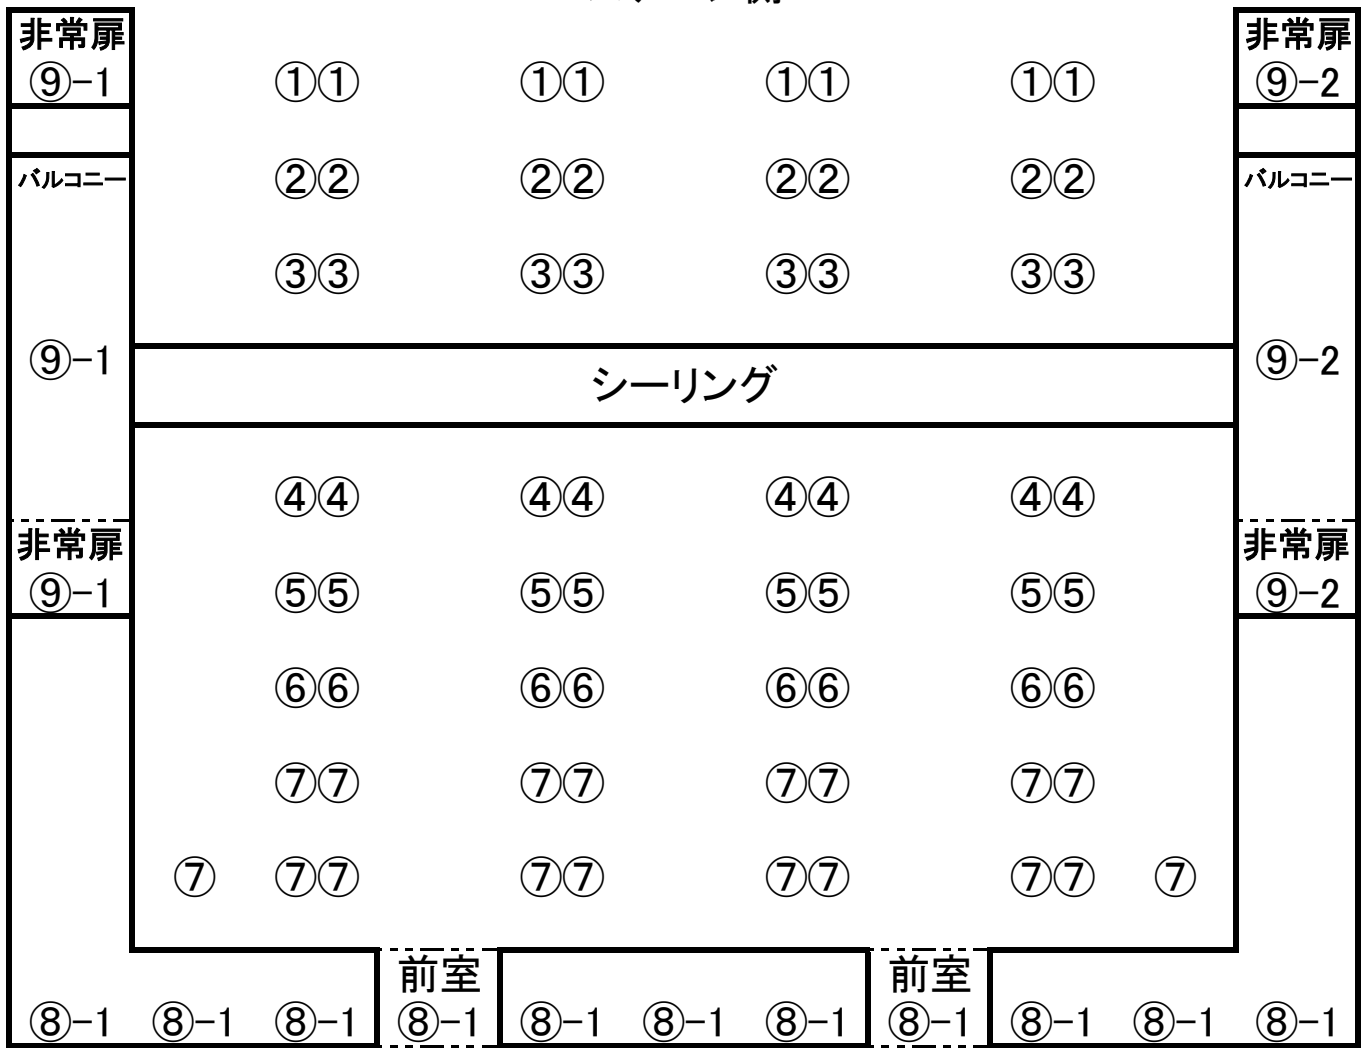 非常扉 非常扉
⑨-1 ①① ①① ①① ①① ⑨-2
バルコニー ②② ②② ②② ②② バルコニー
③③ ③③ ③③ ③③
⑨-1 ⑨-2
シーリング
④④ ④④ ④④ ④④
非常扉 非常扉
⑨-1 ⑤⑤ ⑤⑤ ⑤⑤ ⑤⑤ ⑨-2
⑥⑥ ⑥⑥ ⑥⑥ ⑥⑥
⑦⑦ ⑦⑦ ⑦⑦ ⑦⑦
⑦ ⑦⑦ ⑦⑦ ⑦⑦ ⑦⑦ ⑦
前室 前室
⑧-1 ⑧-1 ⑧-1 ⑧-1 ⑧-1 ⑧-1 ⑧-1 ⑧-1 ⑧-1 ⑧-1 ⑧-1